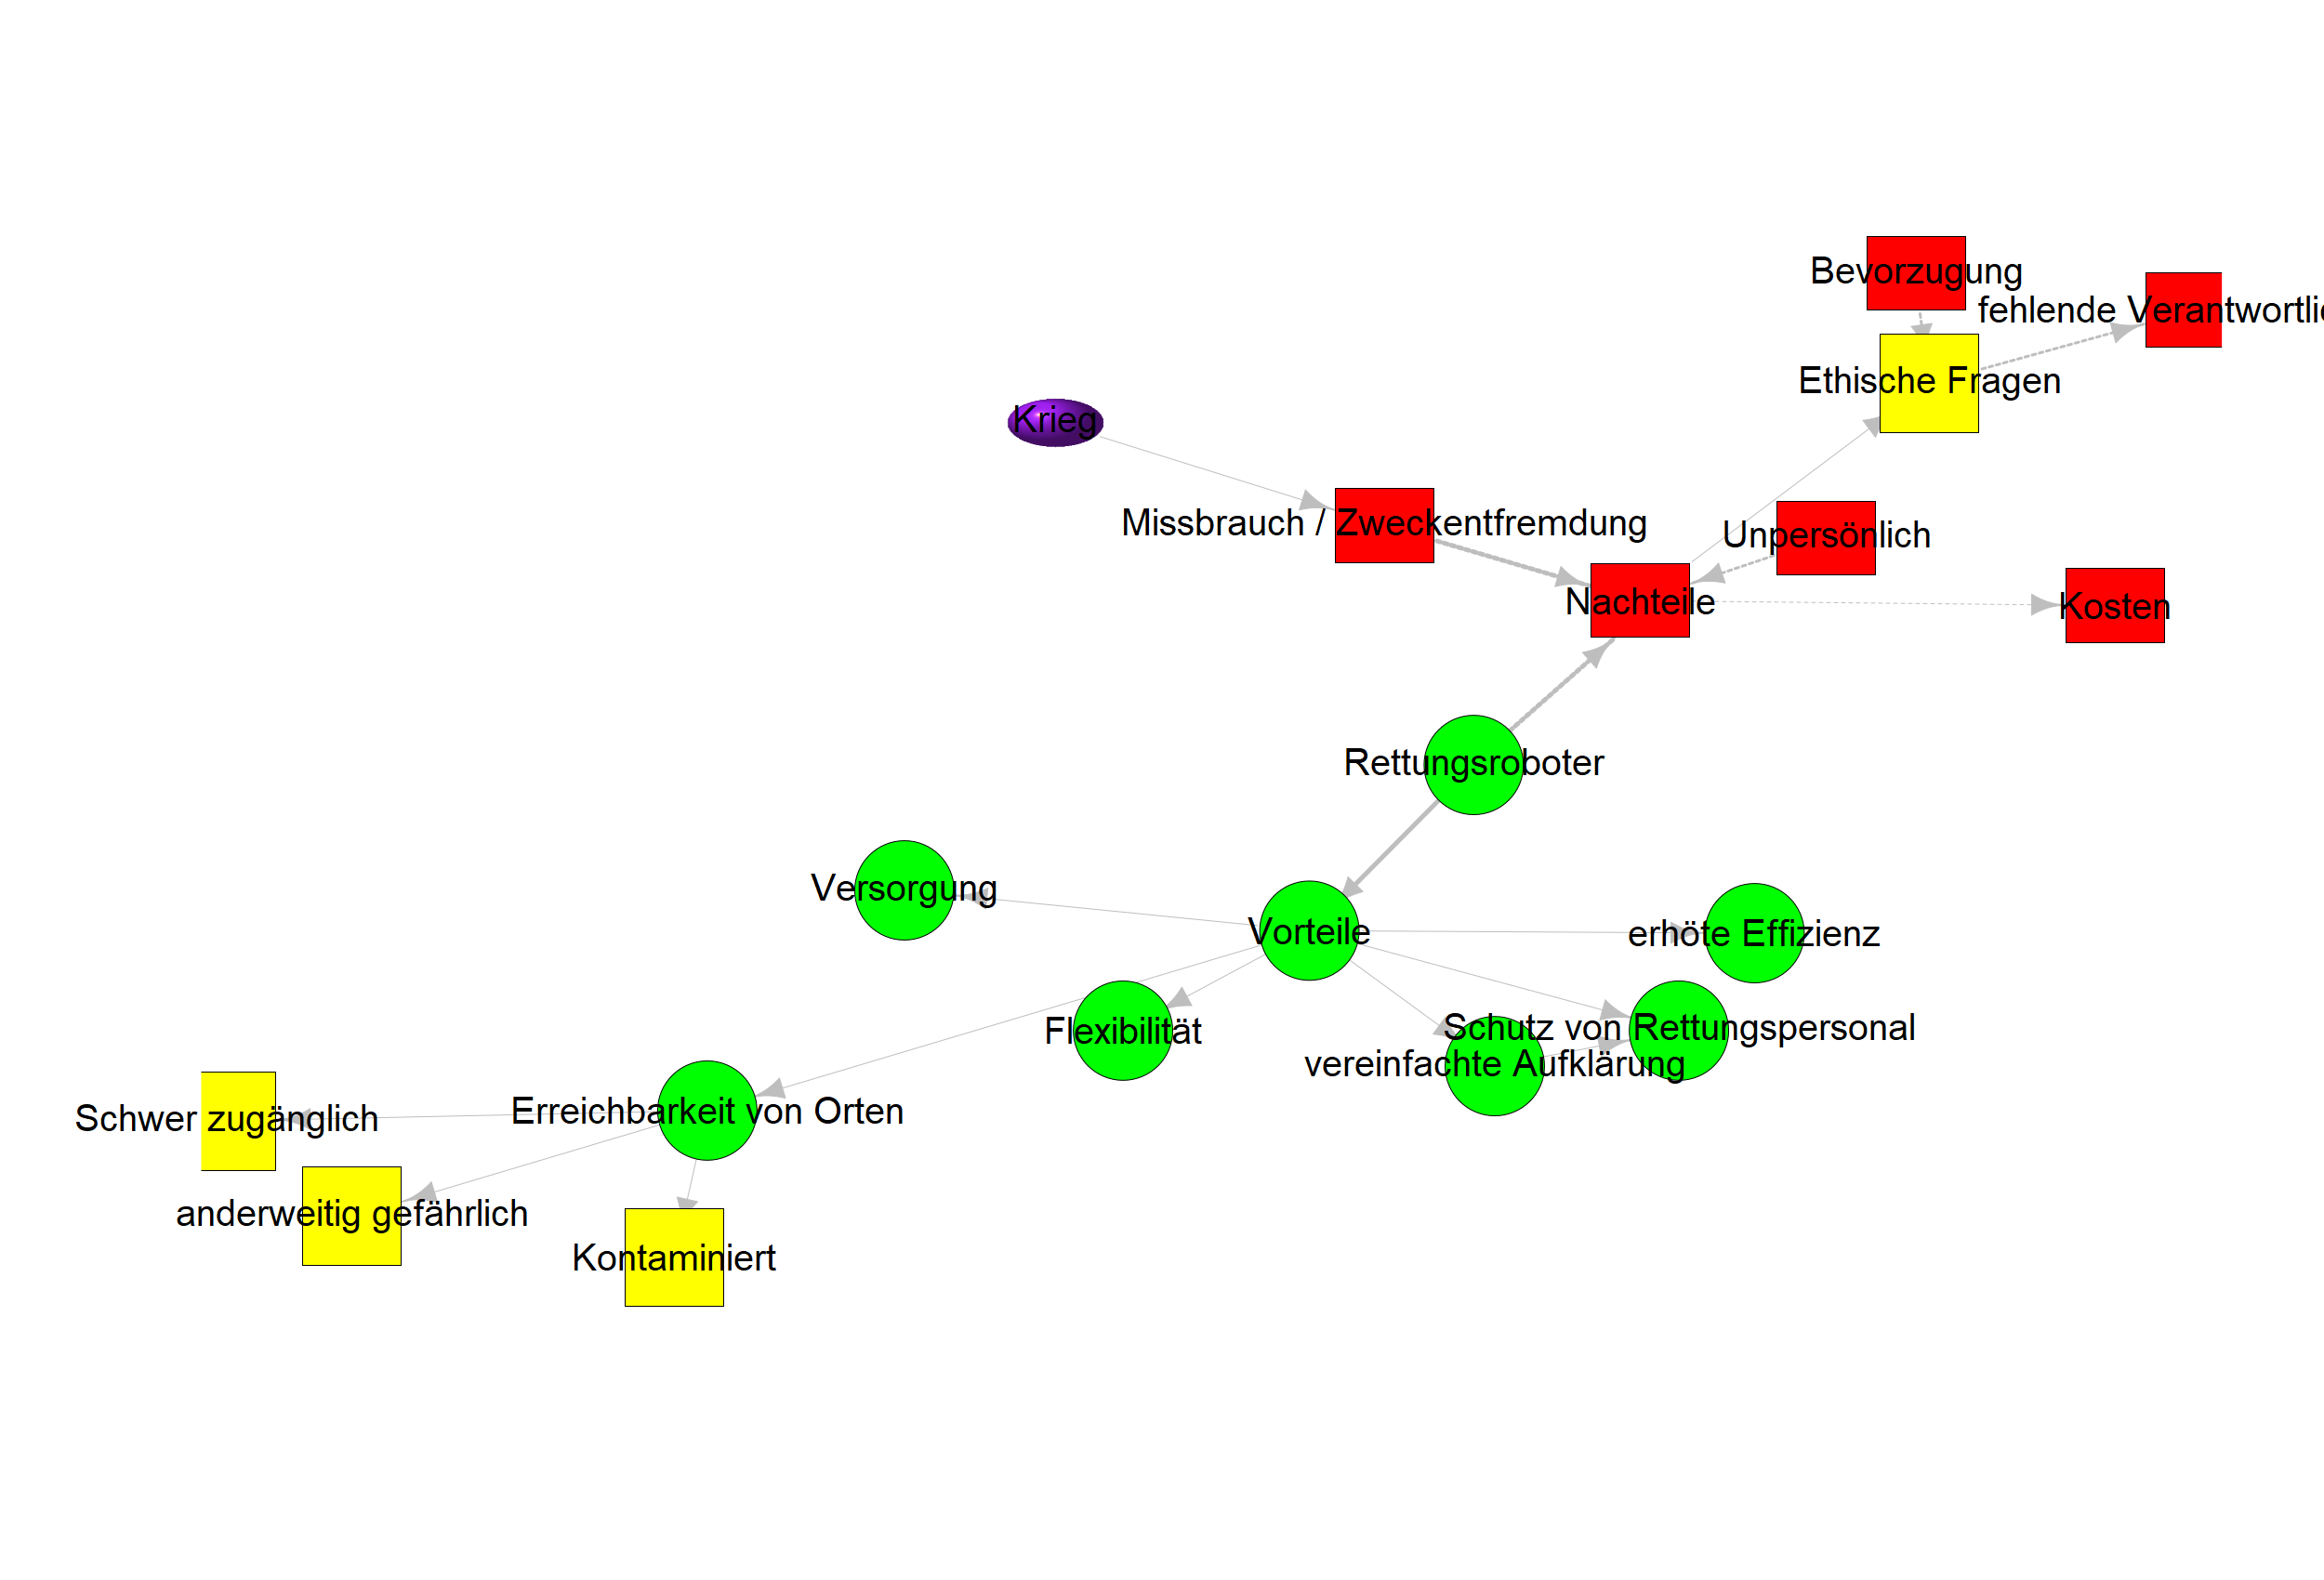 Bevorzugung
fehlende
Ethische Fragen
Krieg
Missbrauch / Zweckentfremdung
Unpersönlich
Nachteile
Kosten
Rettungsroboter
Versorgung
Vorteile
erhöte Effizienz
Flexibilität
Schutz von Rettungspersonal
vereinfachte Aufklärung
Erreichbarkeit von Orten
Schwer zugänglich
anderweitig gefährlich
Kontaminiert